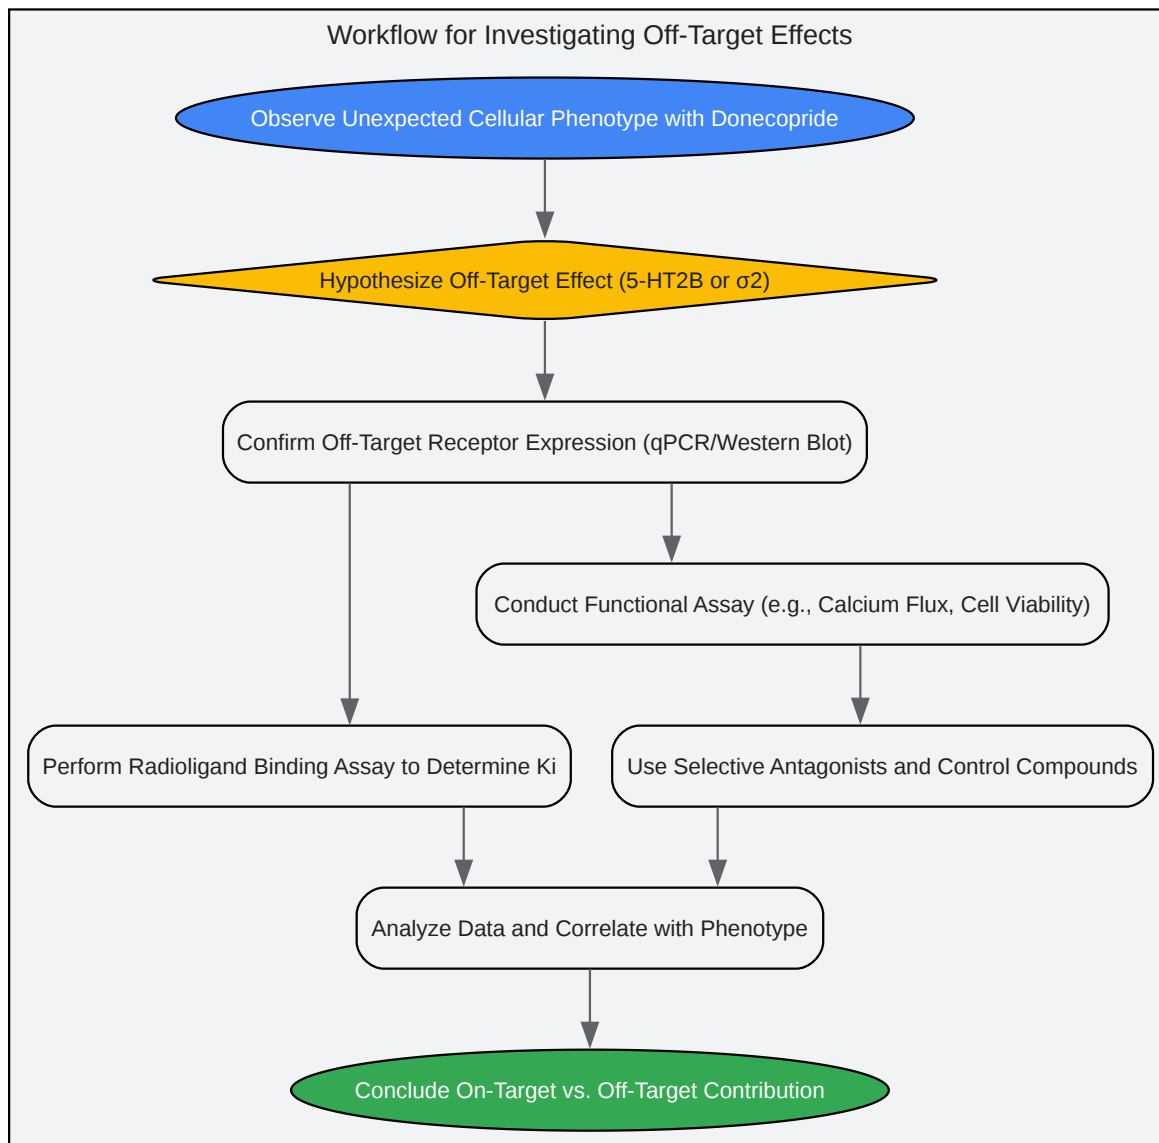 Workflow for Investigating Off-Target Effects
Observe Unexpected Cellular Phenotype with Donecopride
Hypothesize Off-Target Effect (5-HT2B or σ2)
Confirm Off-Target Receptor Expression (qPCR/Western Blot)
Conduct Functional Assay (e.g., Calcium Flux, Cell Viability)
Perform Radioligand Binding Assay to Determine Ki
Use Selective Antagonists and Control Compounds
Analyze Data and Correlate with Phenotype
Conclude On-Target vs. Off-Target Contribution